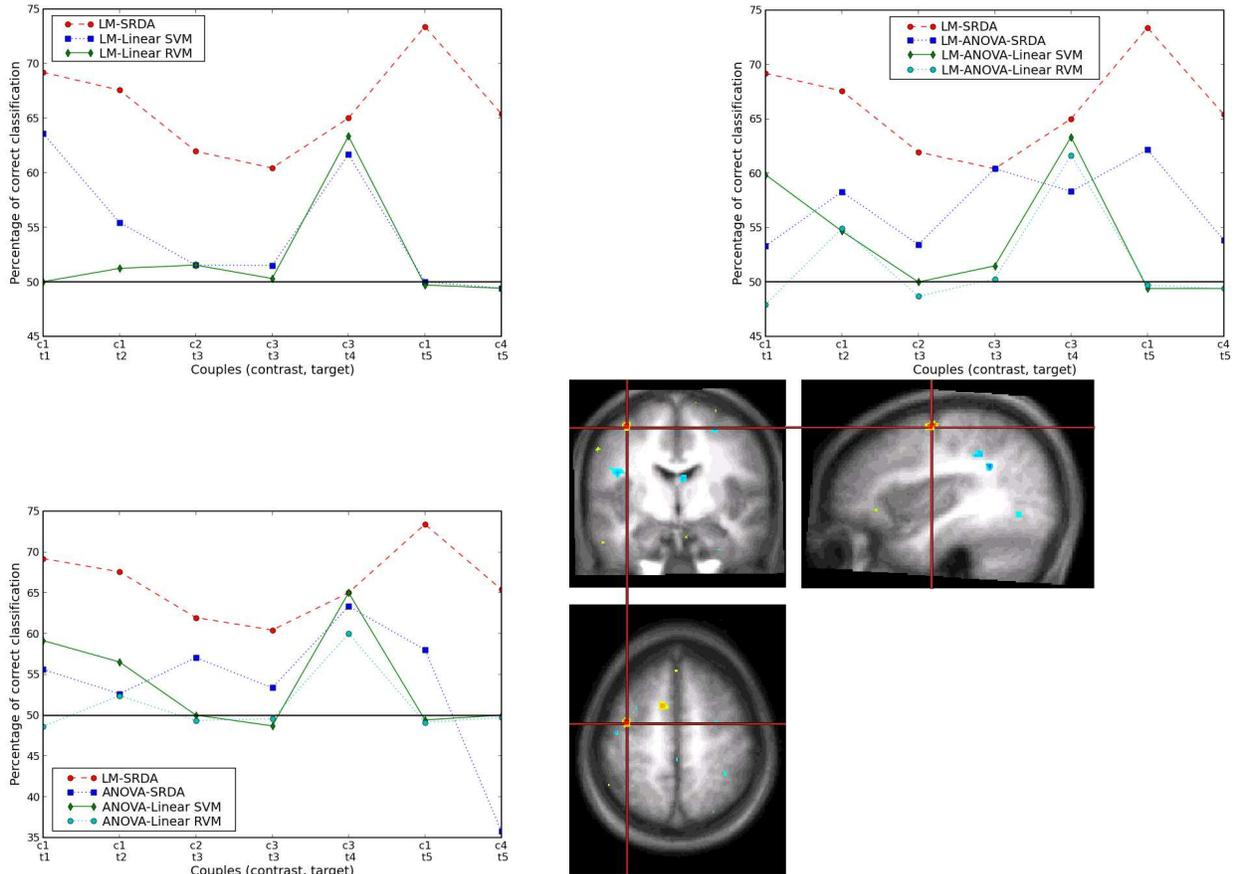 75
70
65
60
55
50
45
Percentage of correct classification
LM-SRDA
LM-Linear SVM
LM-Linear RVM
c1 c1 c2 c3 c3 c1 c4
t1 t2 t3 t3 t4 t5 t5
Couples (contrast, target)
75
70
65
60
55
50
45
Percentage of correct classification
LM-SRDA
LM-ANOVA-SRDA
LM-ANOVA-Linear SVM
LM-ANOVA-Linear RVM
c1 c1 c2 c3 c3 c1 c4
t1 t2 t3 t3 t4 t5 t5
Couples (contrast, target)
75
70
65
60
55
50
45
40
35
Percentage of correct classification
LM-SRDA
ANOVA-SRDA
ANOVA-Linear SVM
ANOVA-Linear RVM
c1 c1 c2 c3 c3 c1 c4
t1 t2 t3 t3 t4 t5 t5
Couples (contrast, target)